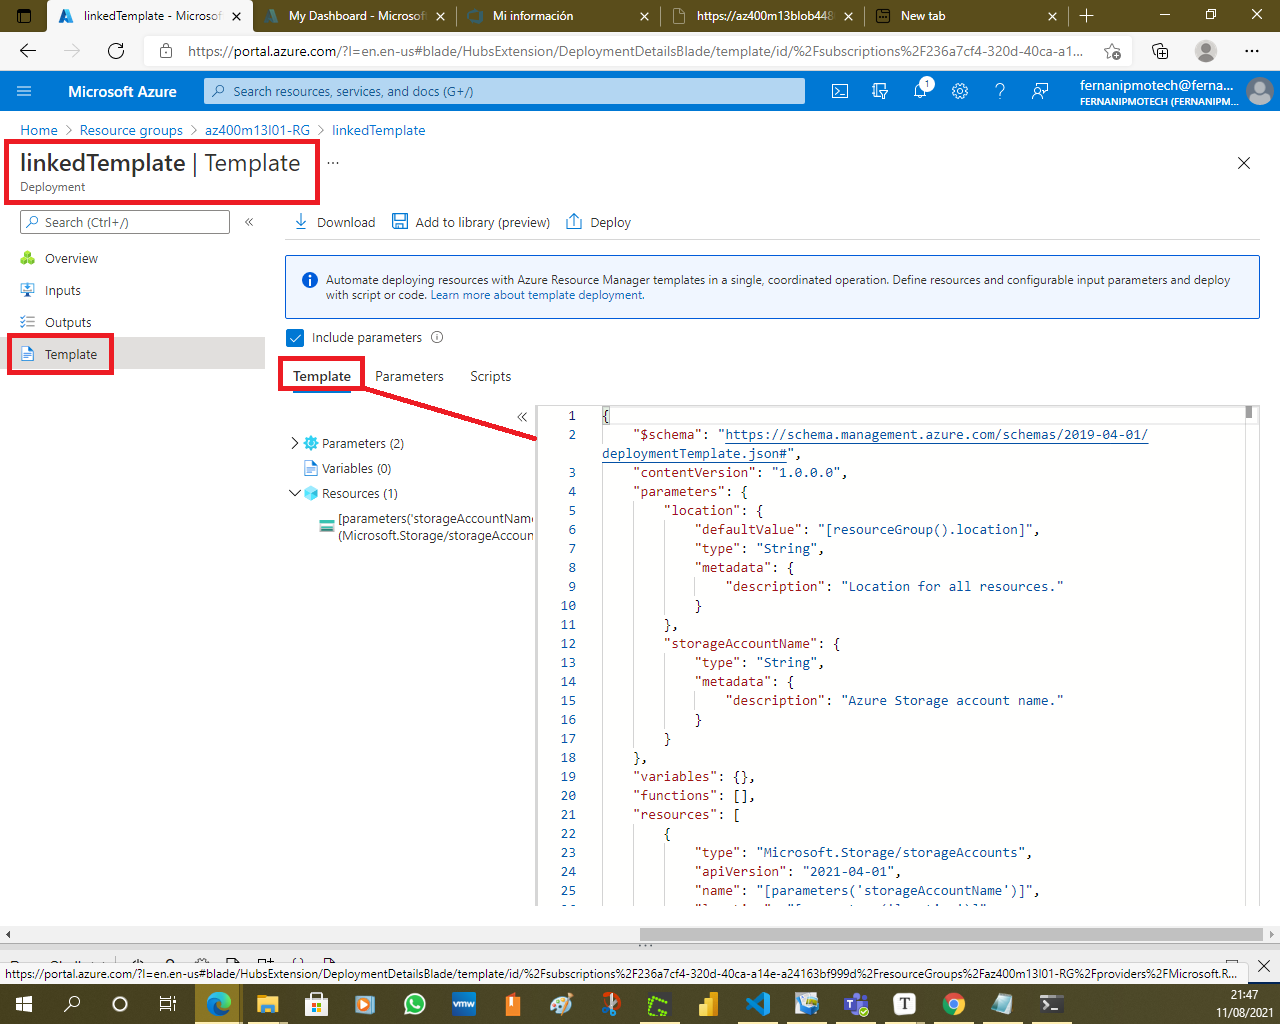 linkedTemplate - Microsof
My Dashboard - Microsof
Mi información
https://az400m13blob448
New tab
https://portal.azure.com/?l=en.en-us#blade/HubsExtension/DeploymentDetailsBlade/template/id/%2Fsubscriptions%2F236a7cf4-320d-40ca-a1...
Microsoft Azure
Search resources, services, and docs (G+/)
1
fernanipmotech@ferna...
FERNANIPMOTECH (FERNANIPM...
Home > Resource groups > az400m13l01-RG > linkedTemplate
linkedTemplate | Template ...
Deployment
Search (Ctrl+/)
«
Download
Add to library (preview)
Deploy
Overview
Inputs
Outputs
Template
Automate deploying resources with Azure Resource Manager templates in a single, coordinated operation. Define resources and configurable input parameters and deploy
with script or code. Learn more about template deployment.
Include parameters
Template
Parameters
Scripts
«
Parameters (2)
Variables (0)
Resources (1)
[parameters('storageAccountName
(Microsoft.Storage/storageAccoun
1 {
2 "$schema": "https://schema.management.azure.com/schemas/2019-04-01/
deploymentTemplate.json#",
3 "contentVersion": "1.0.0.0",
4 "parameters": {
5 "location": {
6 "defaultValue": "[resourceGroup().location]",
7 "type": "String",
8 "metadata": {
9 "description": "Location for all resources."
10 }
11 },
12 "storageAccountName": {
13 "type": "String",
14 "metadata": {
15 "description": "Azure Storage account name."
16 }
17 }
18 },
19 "variables": {},
20 "functions": [],
21 "resources": [
22 {
23 "type": "Microsoft.Storage/storageAccounts",
24 "apiVersion": "2021-04-01",
25 "name": "[parameters('storageAccountName')]",
https://portal.azure.com/?l=en.en-us#blade/HubsExtension/DeploymentDetailsBlade/template/id/%2Fsubscriptions%2F236a7cf4-320d-40ca-a14e-a24163bf999d%2FresourceGroups%2Faz400m13l01-RG%2Fproviders%2FMicrosoft.R...
vmw
T
21:47
11/08/2021